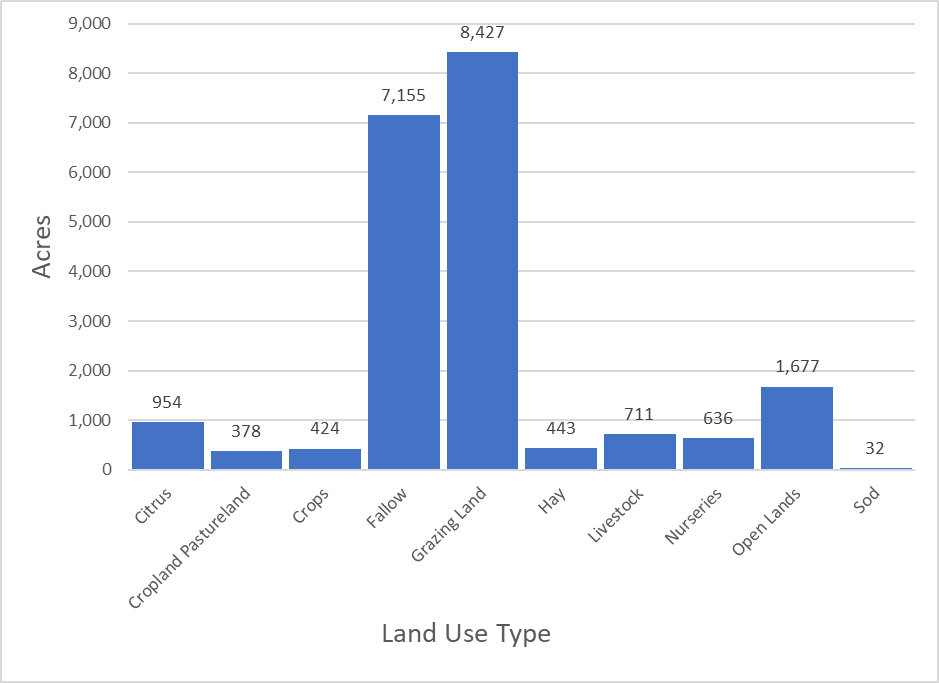 9,000
8,000
7,000
6,000
5,000
4,000
3,000
2,000
1,000
0
Acres
954
378
424
7,155
8,427
443
711
636
1,677
32
Citrus
Cropland Pastureland
Crops
Fallow
Grazing Land
Hay
Livestock
Nurseries
Open Lands
Sod
Land Use Type